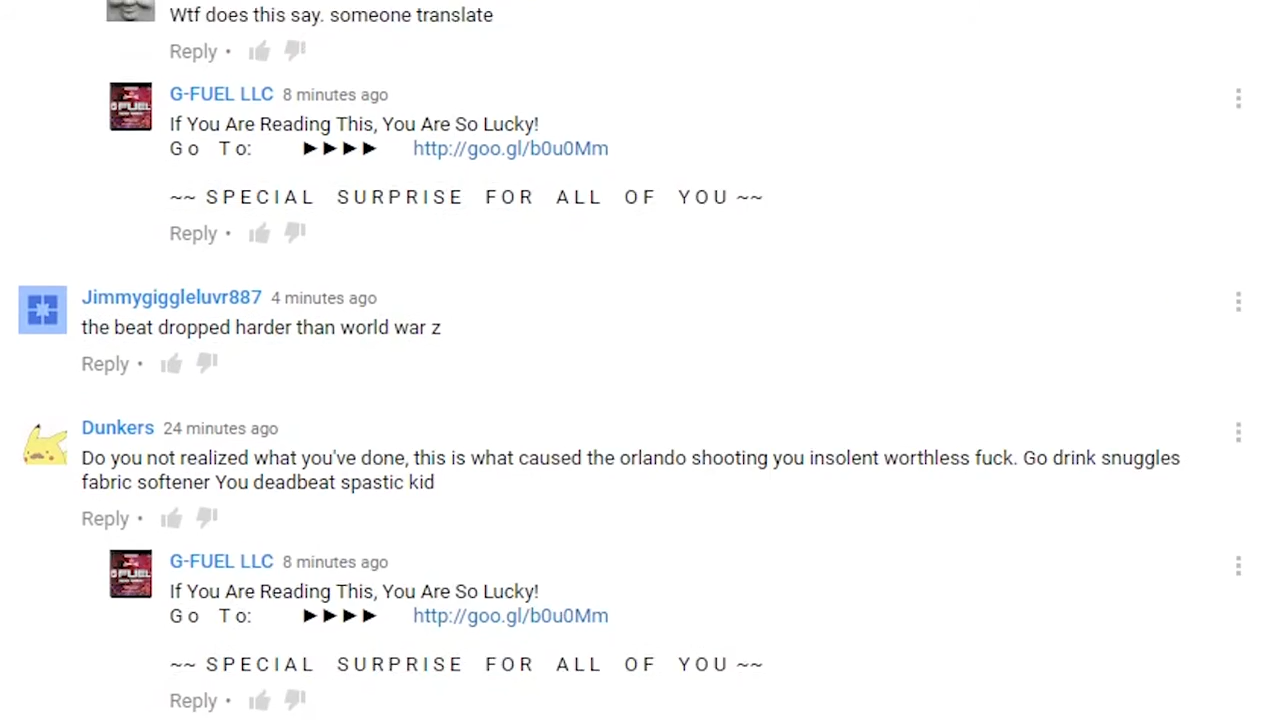 Wtf does this say. someone translate
Reply •
G-FUEL LLC 8 minutes ago
If You Are Reading This, You Are So Lucky!
G o T o: ►►►► http://goo.gl/b0u0Mm
~~ S P E C I A L S U R P R I S E F O R A L L O F Y O U ~~
Reply •
Jimmygiggleluvr887 4 minutes ago
the beat dropped harder than world war z
Reply •
Dunkers 24 minutes ago
Do you not realized what you've done, this is what caused the orlando shooting you insolent worthless fuck. Go drink snuggles
fabric softener You deadbeat spastic kid
Reply •
G-FUEL LLC 8 minutes ago
If You Are Reading This, You Are So Lucky!
G o T o: ►►►► http://goo.gl/b0u0Mm
~~ S P E C I A L S U R P R I S E F O R A L L O F Y O U ~~
Reply •